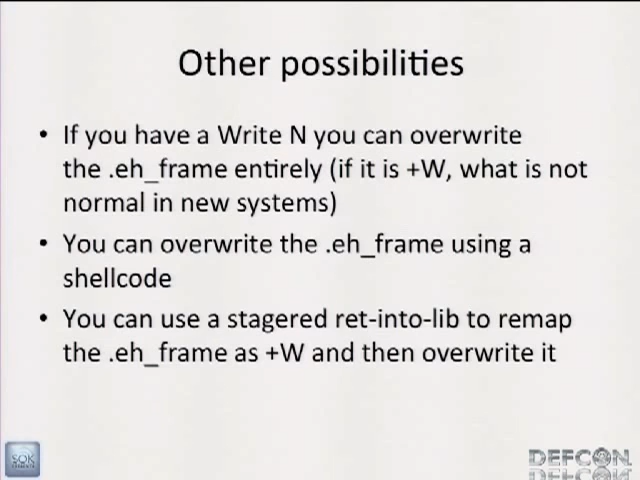 Other possibilities
• If you have a Write N you can overwrite
the .eh_frame entirely (if it is +W, what is not
normal in new systems)
• You can overwrite the .eh_frame using a
shellcode
• You can use a stagered ret-into-lib to remap
the .eh_frame as +W and then overwrite it
SOK
DEFCON